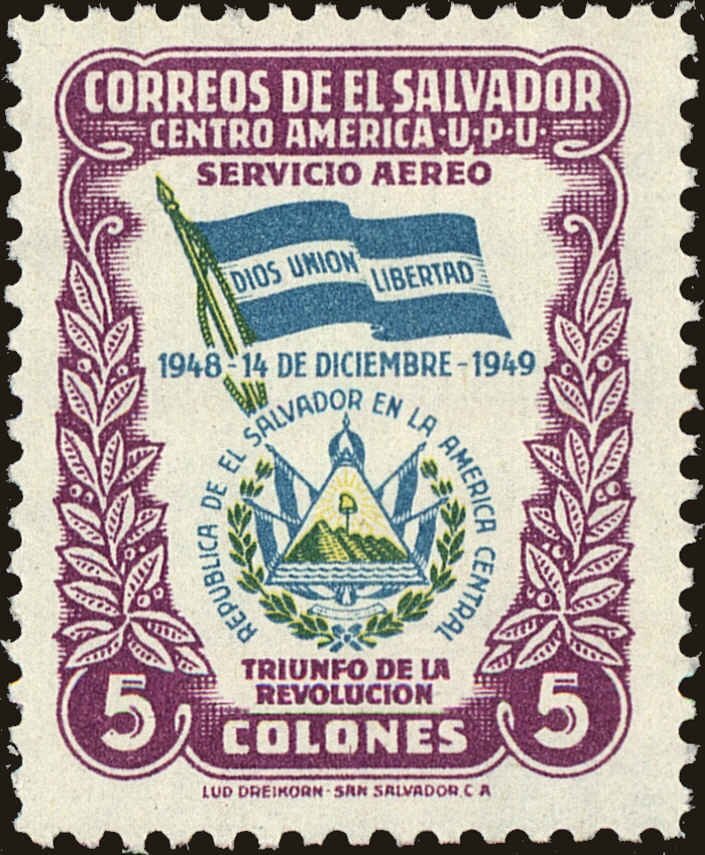 CORREOS DE EL SALVADOR
CENTRO AMERICA·U·P·U·
SERVICIO AEREO
DIOS UNION LIBERTAD
1948-14 DE DICIEMBRE-1949
REPUBLICA DE EL SALVADOR EN LA AMERICA CENTRAL
TRIUNFO DE LA
REVOLUCION
5 5
COLONES
LUD DREIKORN - SAN SALVADOR, C A